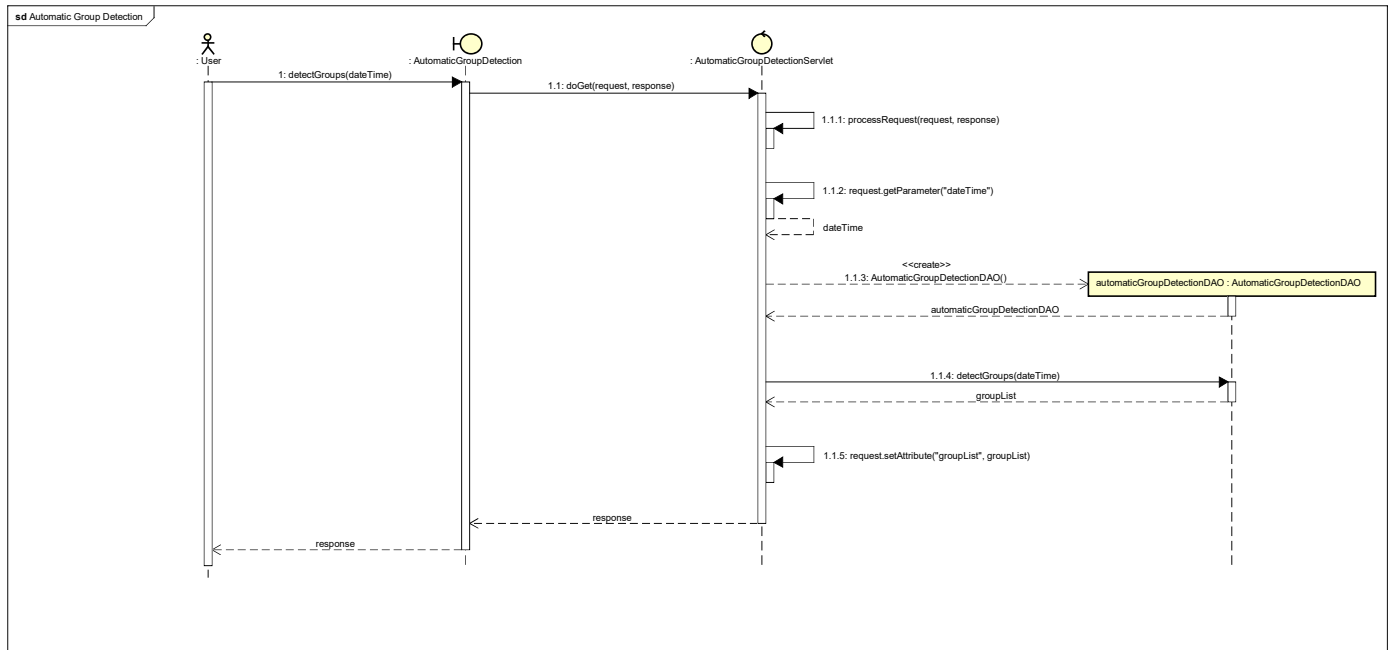 sd Automatic Group Detection
: User
: AutomaticGroupDetection
: AutomaticGroupDetectionServlet
1: detectGroups(dateTime)
1.1: doGet(request, response)
1.1.1: processRequest(request, response)
1.1.2: request.getParameter("dateTime")
dateTime
<<create>>
1.1.3: AutomaticGroupDetectionDAO()
automaticGroupDetectionDAO : AutomaticGroupDetectionDAO
automaticGroupDetectionDAO
1.1.4: detectGroups(dateTime)
groupList
1.1.5: request.setAttribute("groupList", groupList)
response
response